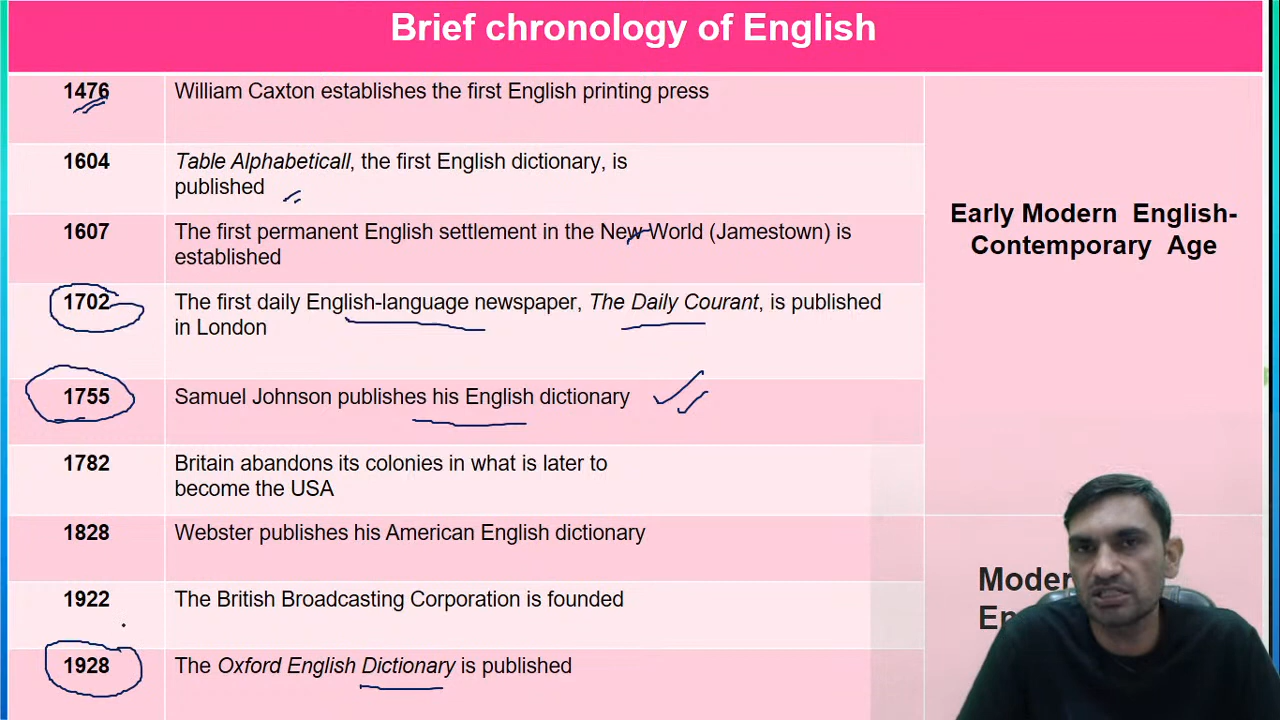 Brief chronology of English
1476
William Caxton establishes the first English printing press
1604
Table Alphabeticall, the first English dictionary, is
published
1607
The first permanent English settlement in the New World (Jamestown) is
established
1702
The first daily English-language newspaper, The Daily Courant, is published
in London
1755
Samuel Johnson publishes his English dictionary
1782
Britain abandons its colonies in what is later to
become the USA
1828
Webster publishes his American English dictionary
1922
The British Broadcasting Corporation is founded
1928
The Oxford English Dictionary is published
Early Modern English-
Contemporary Age